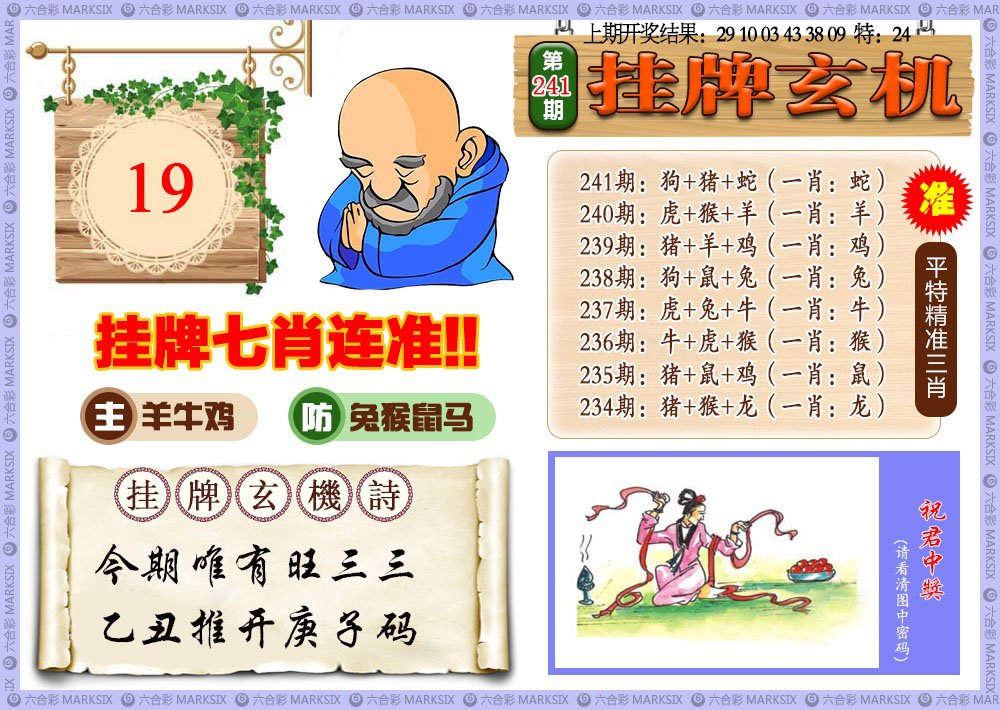 上期开奖结果：29 10 03 43 38 09 特：24
第
241
期
挂牌玄机
19
挂牌七肖连准!!
主 羊牛鸡
防 兔猴鼠马
241期：狗+猪+蛇（一肖：蛇）
240期：虎+猴+羊（一肖：羊）
239期：猪+羊+鸡（一肖：鸡）
238期：狗+鼠+兔（一肖：兔）
237期：虎+兔+牛（一肖：牛）
236期：牛+虎+猴（一肖：猴）
235期：猪+鼠+鸡（一肖：鼠）
234期：猪+猴+龙（一肖：龙）
准
平特精准三肖
挂牌玄機詩
今期唯有旺三三
乙丑推开庚子码
祝君中獎
（请看清图中密码）
六合彩 MARKSIX